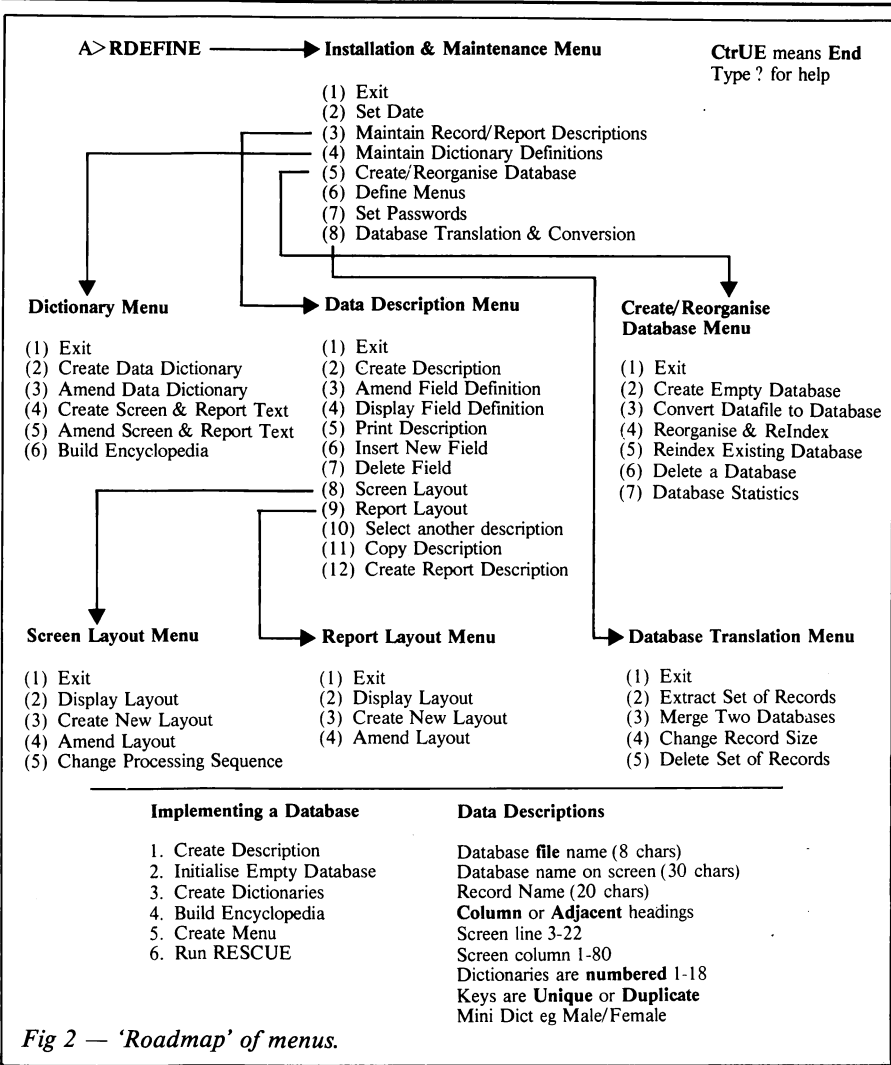 A>RDEFINE
Installation & Maintenance Menu
CtrUE means End
Type ? for help
(1) Exit
(2) Set Date
(3) Maintain Record/Report Descriptions
(4) Maintain Dictionary Definitions
(5) Create/Reorganise Database
(6) Define Menus
(7) Set Passwords
(8) Database Translation & Conversion
Dictionary Menu
(1) Exit
(2) Create Data Dictionary
(3) Amend Data Dictionary
(4) Create Screen & Report Text
(5) Amend Screen & Report Text
(6) Build Encyclopedia
Data Description Menu
(1) Exit
(2) Create Description
(3) Amend Field Definition
(4) Display Field Definition
(5) Print Description
(6) Insert New Field
(7) Delete Field
(8) Screen Layout
(9) Report Layout
(10) Select another description
(11) Copy Description
(12) Create Report Description
Create/Reorganise
Database Menu
(1) Exit
(2) Create Empty Database
(3) Convert Datafile to Database
(4) Reorganise & ReIndex
(5) Reindex Existing Database
(6) Delete a Database
(7) Database Statistics
Screen Layout Menu
(1) Exit
(2) Display Layout
(3) Create New Layout
(4) Amend Layout
(5) Change Processing Sequence
Report Layout Menu
(1) Exit
(2) Display Layout
(3) Create New Layout
(4) Amend Layout
Database Translation Menu
(1) Exit
(2) Extract Set of Records
(3) Merge Two Databases
(4) Change Record Size
(5) Delete Set of Records
Implementing a Database
1. Create Description
2. Initialise Empty Database
3. Create Dictionaries
4. Build Encyclopedia
5. Create Menu
6. Run RESCUE
Data Descriptions
Database file name (8 chars)
Database name on screen (30 chars)
Record Name (20 chars)
Column or Adjacent headings
Screen line 3-22
Screen column 1-80
Dictionaries are numbered 1-18
Keys are Unique or Duplicate
Mini Dict eg Male/Female
Fig 2 — 'Roadmap' of menus.